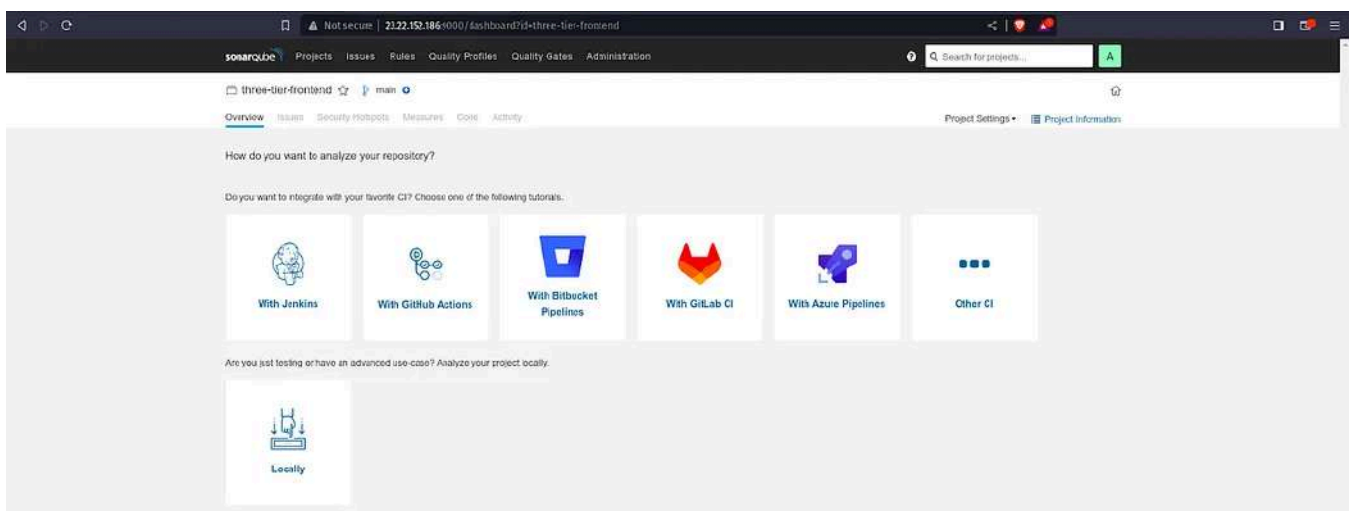 Not secure 23.22.152.186:9000/dashboard?id=three-tier-frontend
sonarqube Projects Issues Rules Quality Profiles Quality Gates Administration Search for projects... A
three-tier-frontend main
Overview Issues Security Hotspots Measures Code Activity Project Settings Project Information
How do you want to analyze your repository?
Do you want to integrate with your favorite CI? Choose one of the following tutorials.
With Jenkins
With GitHub Actions
With Bitbucket
Pipelines
With GitLab CI
With Azure Pipelines
Other CI
Are you just testing or have an advanced use-case? Analyze your project locally.
Locally